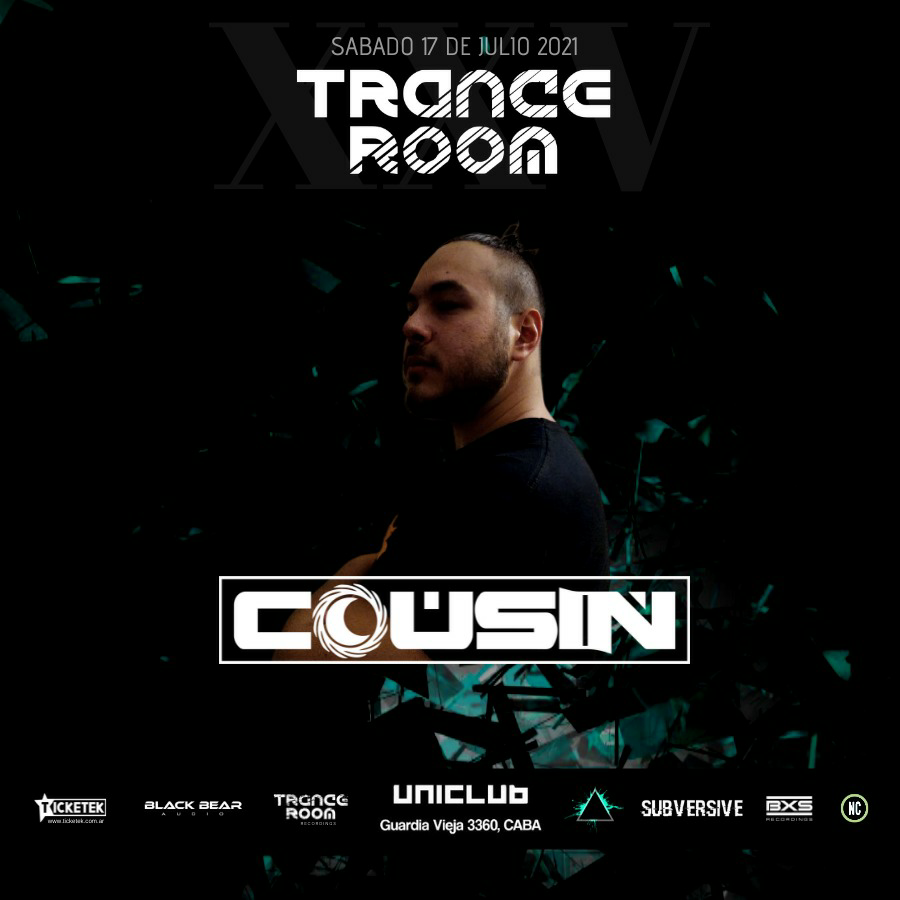 XXV
SABADO 17 DE JULIO 2021
TRANCE
ROOM
COUSIN
TICKETEK
www.ticketek.com.ar
BLACK BEAR
AUDIO
TRANCE
ROOM
RECORDINGS
UNICLUB
Guardia Vieja 3360, CABA
SUBVERSIVE
BXS
RECORDINGS
NC